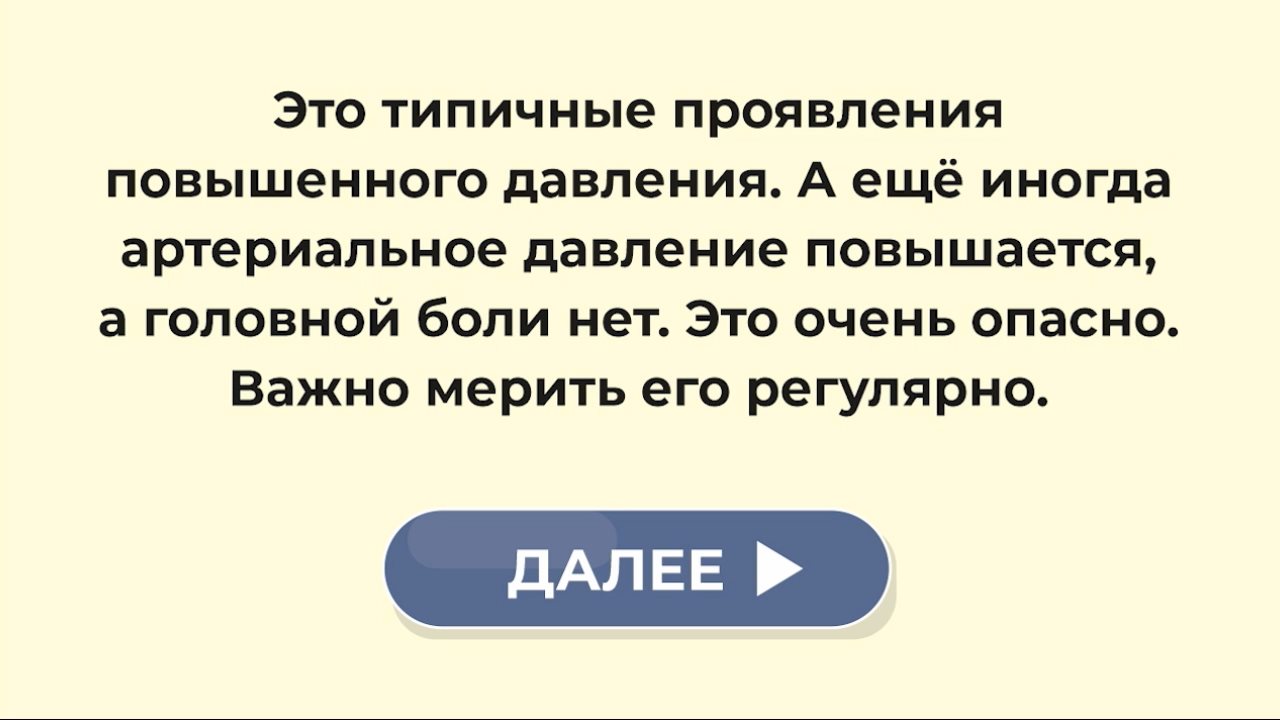 Это типичные проявления
повышенного давления. А ещё иногда
артериальное давление повышается,
а головной боли нет. Это очень опасно.
Важно мерить его регулярно.
ДАЛЕЕ